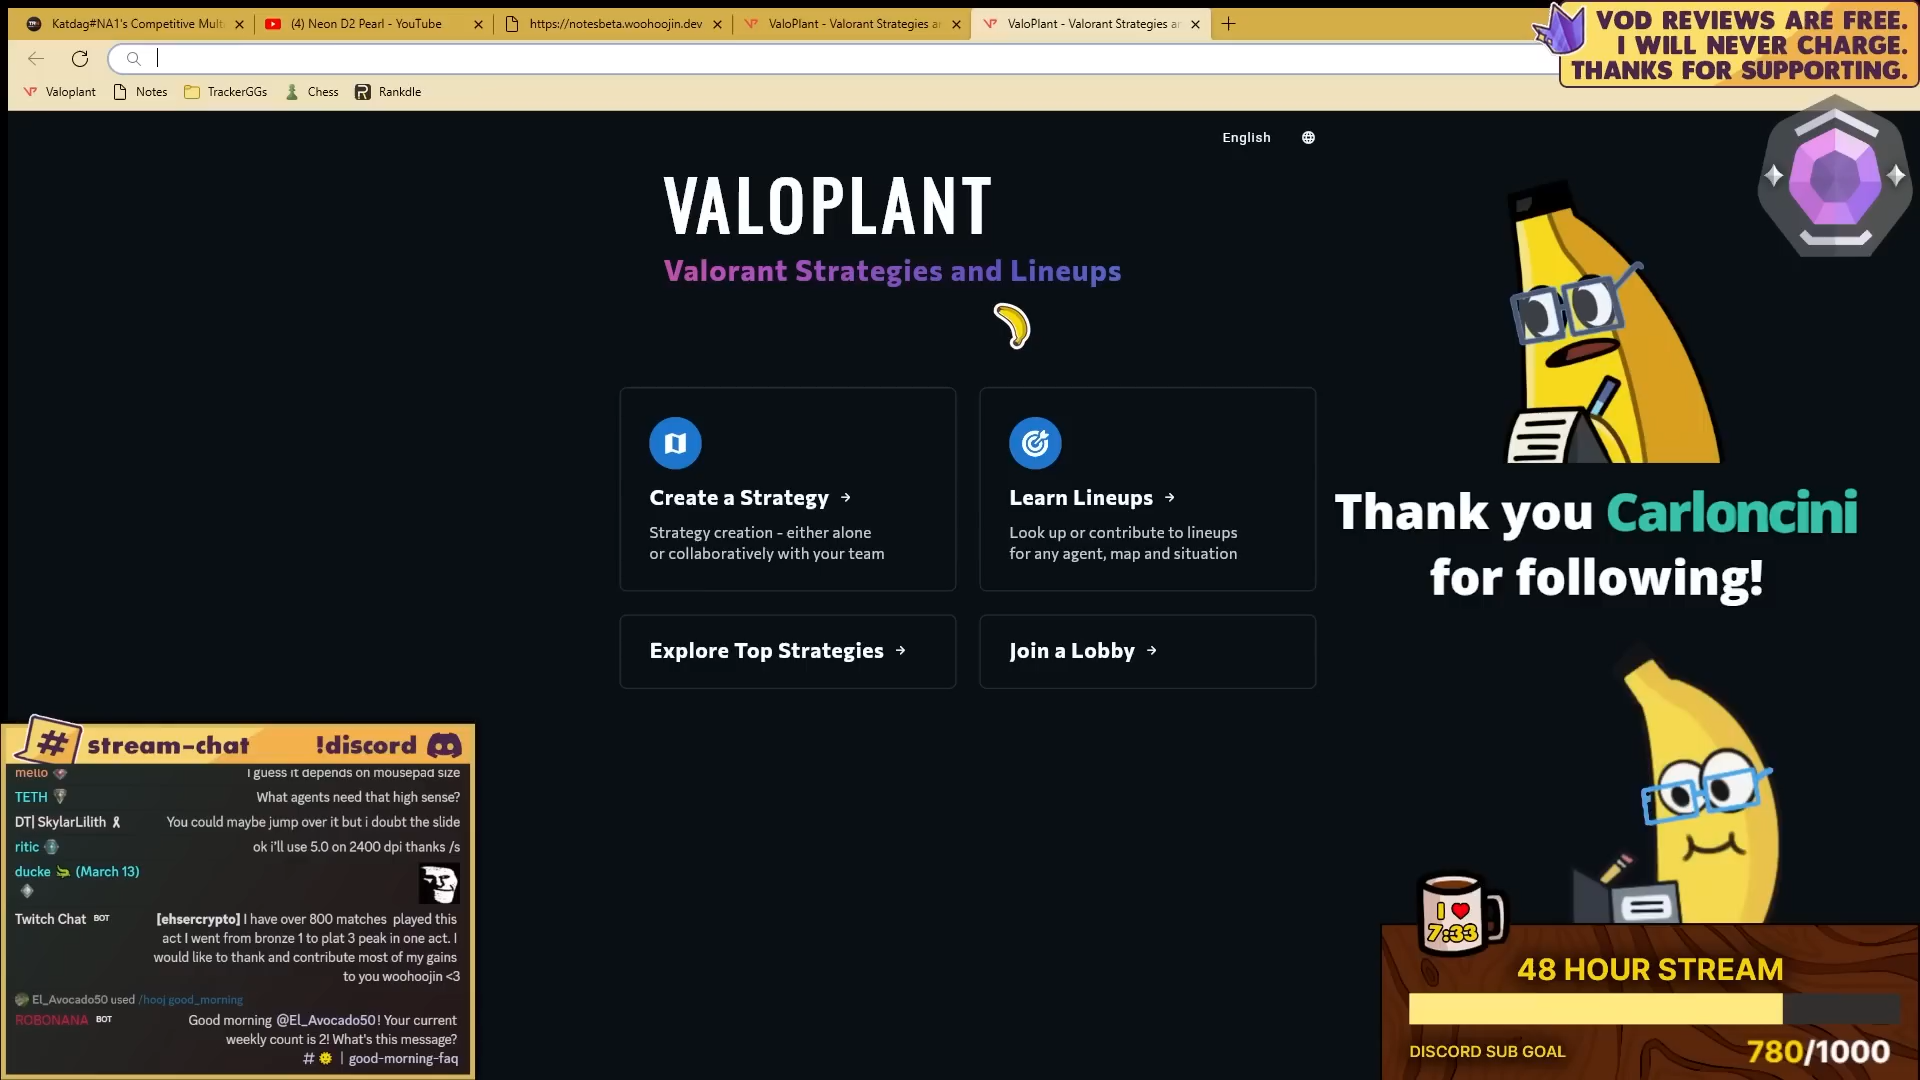 Katdag#NA1's Competitive Mult
(4) Neon D2 Pearl - YouTube
https://notesbeta.woohoojin.dev
ValoPlant - Valorant Strategies a
ValoPlant - Valorant Strategies a
Valoplant
Notes
TrackerGGs
Chess
Rankdle
VOD REVIEWS ARE FREE.
I WILL NEVER CHARGE.
THANKS FOR SUPPORTING.
English
VALOPLANT
Valorant Strategies and Lineups
Create a Strategy →
Strategy creation - either alone
or collaboratively with your team
Learn Lineups →
Look up or contribute to lineups
for any agent, map and situation
Explore Top Strategies →
Join a Lobby →
Thank you Carloncini
for following!
# stream-chat !discord
mello I guess it depends on mousepad size
TETH What agents need that high sense?
DT| SkylarLilith You could maybe jump over it but i doubt the slide
ritic ok i'll use 5.0 on 2400 dpi thanks /s
ducke (March 13)
Twitch Chat BOT [ehsercrypto] I have over 800 matches played this
act I went from bronze 1 to plat 3 peak in one act. I
would like to thank and contribute most of my gains
to you woohoojin <3
El_Avocado50 used /hooj good_morning
ROBONANA BOT Good morning @El_Avocado50! Your current
weekly count is 2! What's this message?
# | good-morning-faq
I ❤
7:33
48 HOUR STREAM
DISCORD SUB GOAL 780/1000